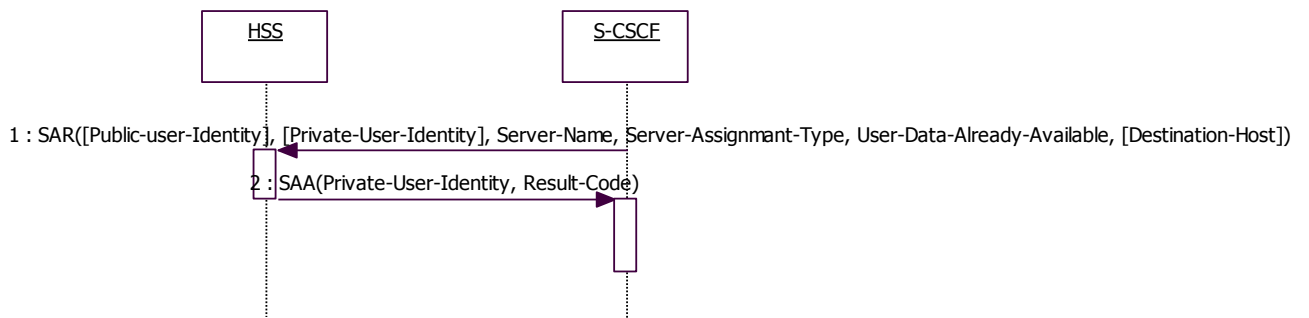 HSS
S-CSCF
1 : SAR([Public-user-Identity], [Private-User-Identity], Server-Name, Server-Assignmant-Type, User-Data-Already-Available, [Destination-Host])
2 : SAA(Private-User-Identity, Result-Code)